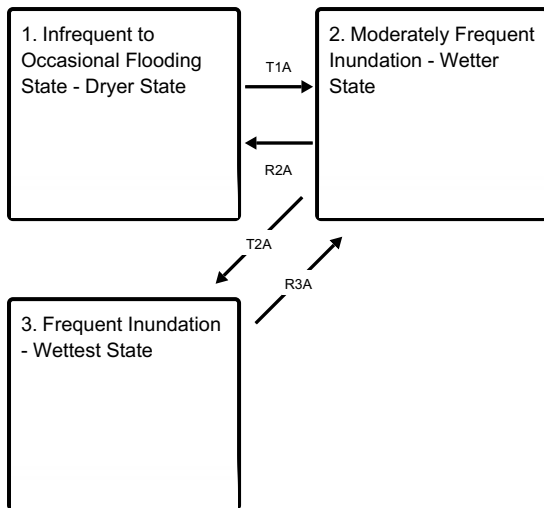 1. Infrequent to
Occasional Flooding
State - Dryer State
T1A
2. Moderately Frequent
Inundation - Wetter
State
R2A
T2A
R3A
3. Frequent Inundation
- Wettest State